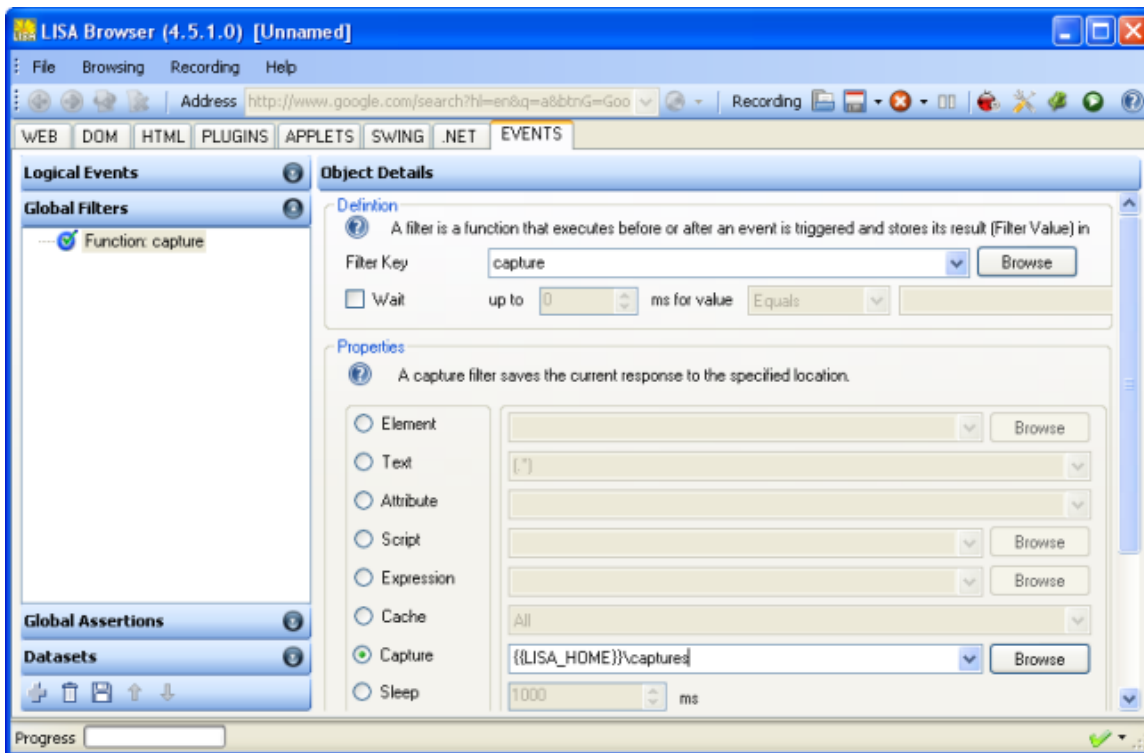 LISA Browser (4.5.1.0) [Unnamed]
File Browsing Recording Help
Address http://www.google.com/search?hl=en&q=a&btnG=Goo Recording
WEB DOM HTML PLUGINS APPLETS SWING .NET EVENTS
Logical Events
Object Details
Global Filters
Function: capture
Defintion
A filter is a function that executes before or after an event is triggered and stores its result (Filter Value) in
Filter Key capture Browse
Wait up to 0 ms for value Equals
Properties
A capture filter saves the current response to the specified location.
Element Browse
Text (.*)
Attribute
Script Browse
Expression Browse
Cache All
Capture {{LISA_HOME}}\captures Browse
Sleep 1000 ms
Global Assertions
Datasets
Progress